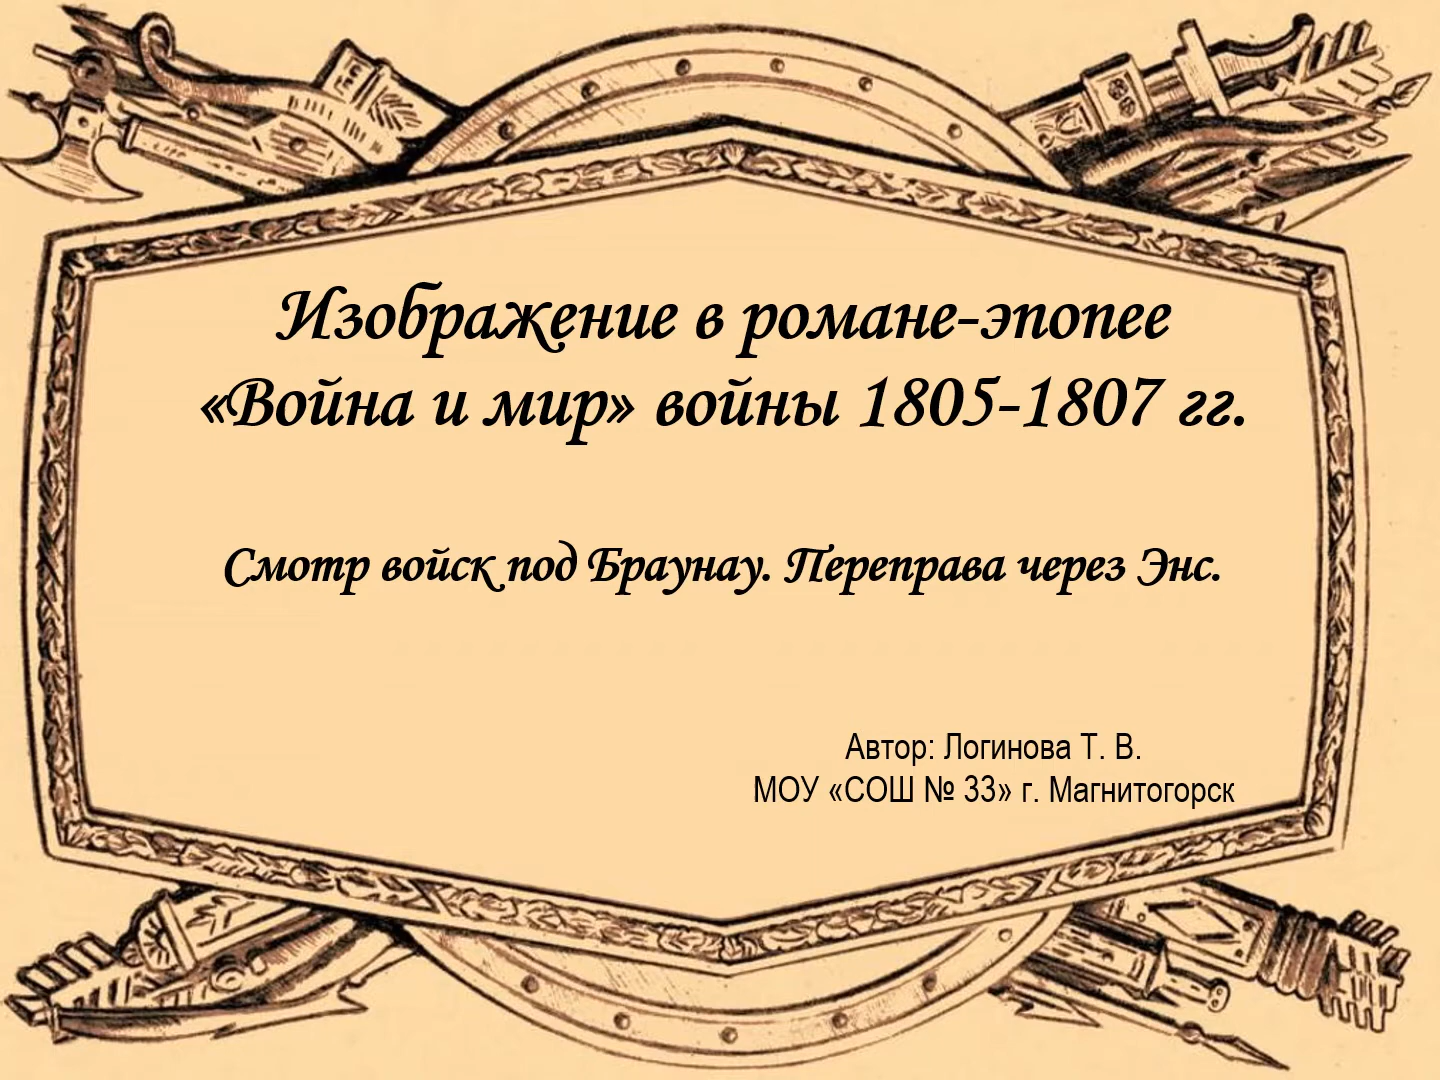 Изображение в романе-эпопее
«Война и мир» войны 1805-1807 гг.
Смотр войск под Браунау. Переправа через Энс.
Автор: Логинова Т. В.
МОУ «СОШ № 33» г. Магнитогорск